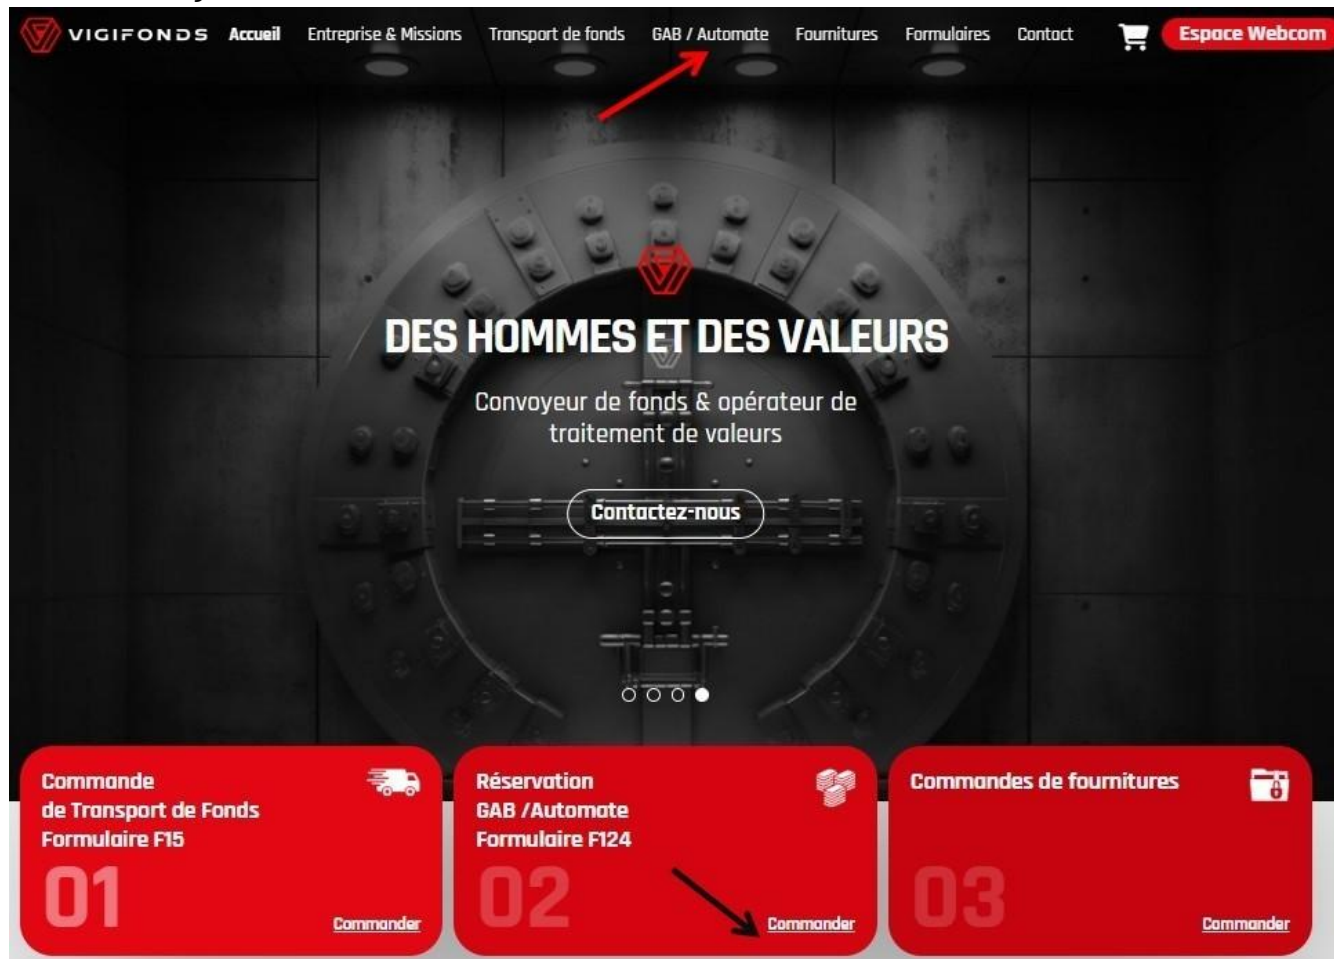 VIGIFONDS Accueil Entreprise & Missions Transport de fonds GAB / Automate Fournitures Formulaires Contact Espace Webcom
DES HOMMES ET DES VALEURS
Convoyeur de fonds & opérateur de
traitement de valeurs
Contactez-nous
Commande
de Transport de Fonds
Formulaire F15
01
Commander
Réservation
GAB /Automate
Formulaire F124
02
Commander
Commandes de fournitures
03
Commander